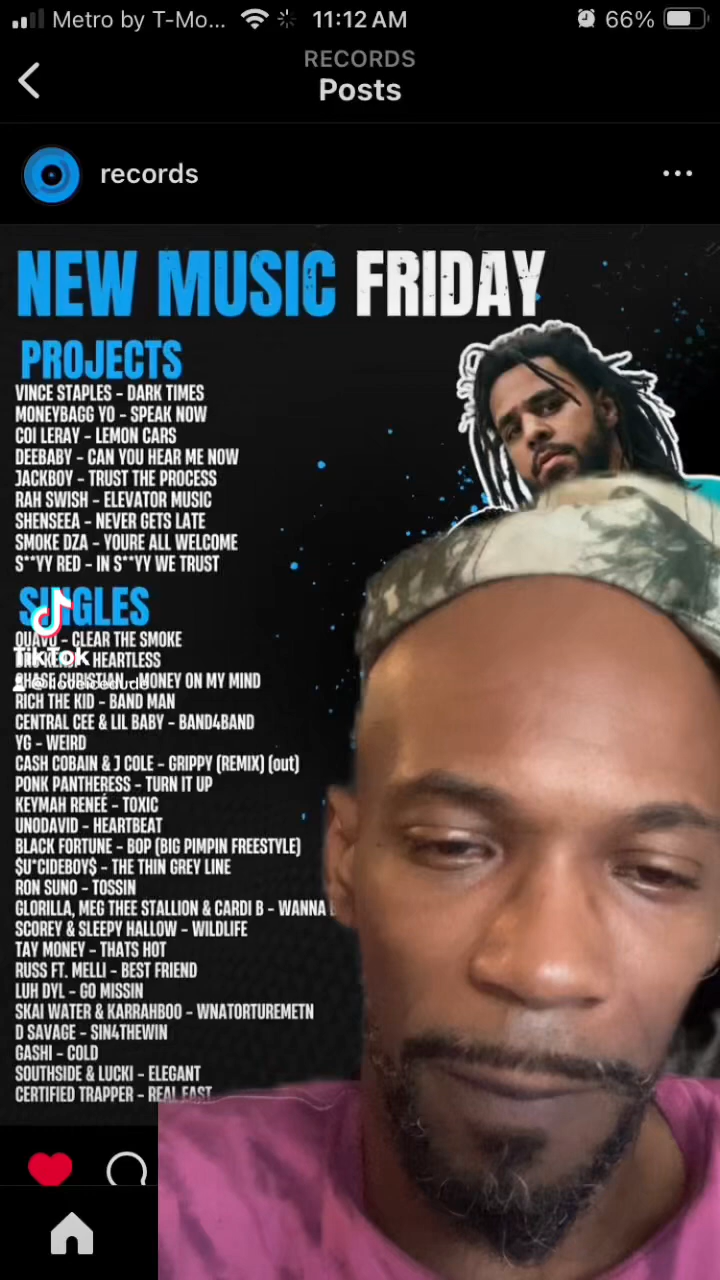 Metro by T-Mo... 11:12 AM 66%
RECORDS
Posts
records
NEW MUSIC FRIDAY
PROJECTS
VINCE STAPLES - DARK TIMES
MONEYBAGG YO - SPEAK NOW
COI LERAY - LEMON CARS
DEEBABY - CAN YOU HEAR ME NOW
JACKBOY - TRUST THE PROCESS
RAH SWISH - ELEVATOR MUSIC
SHENSEEA - NEVER GETS LATE
SMOKE DZA - YOURE ALL WELCOME
S**YY RED - IN S**YY WE TRUST
SINGLES
QUAVO - CLEAR THE SMOKE
TikTok
- HEARTLESS
CHASE CHRISTIAN - MONEY ON MY MIND
RICH THE KID - BAND MAN
CENTRAL CEE & LIL BABY - BAND4BAND
YG - WEIRD
CASH COBAIN & J COLE - GRIPPY (REMIX) (out)
PONK PANTHERESS - TURN IT UP
KEYMAH RENEÉ - TOXIC
UNODAVID - HEARTBEAT
BLACK FORTUNE - BOP (BIG PIMPIN FREESTYLE)
$U*CIDEBOY$ - THE THIN GREY LINE
RON SUNO - TOSSIN
GLORILLA, MEG THEE STALLION & CARDI B - WANNA
SCOREY & SLEEPY HALLOW - WILDLIFE
TAY MONEY - THATS HOT
RUSS FT. MELLI - BEST FRIEND
LUH DYL - GO MISSIN
SKAI WATER & KARRAHBOO - WNATORTUREMETN
D SAVAGE - SIN4THEWIN
GASHI - COLD
SOUTHSIDE & LUCKI - ELEGANT
CERTIFIED TRAPPER - REAL FAST